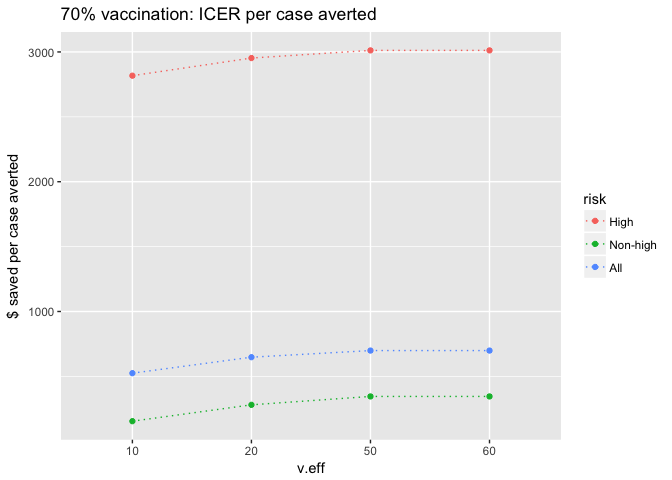 70% vaccination: ICER per case averted
$ saved per case averted
3000
2000
1000
10 20 50 60
v.eff
risk
High
Non-high
All